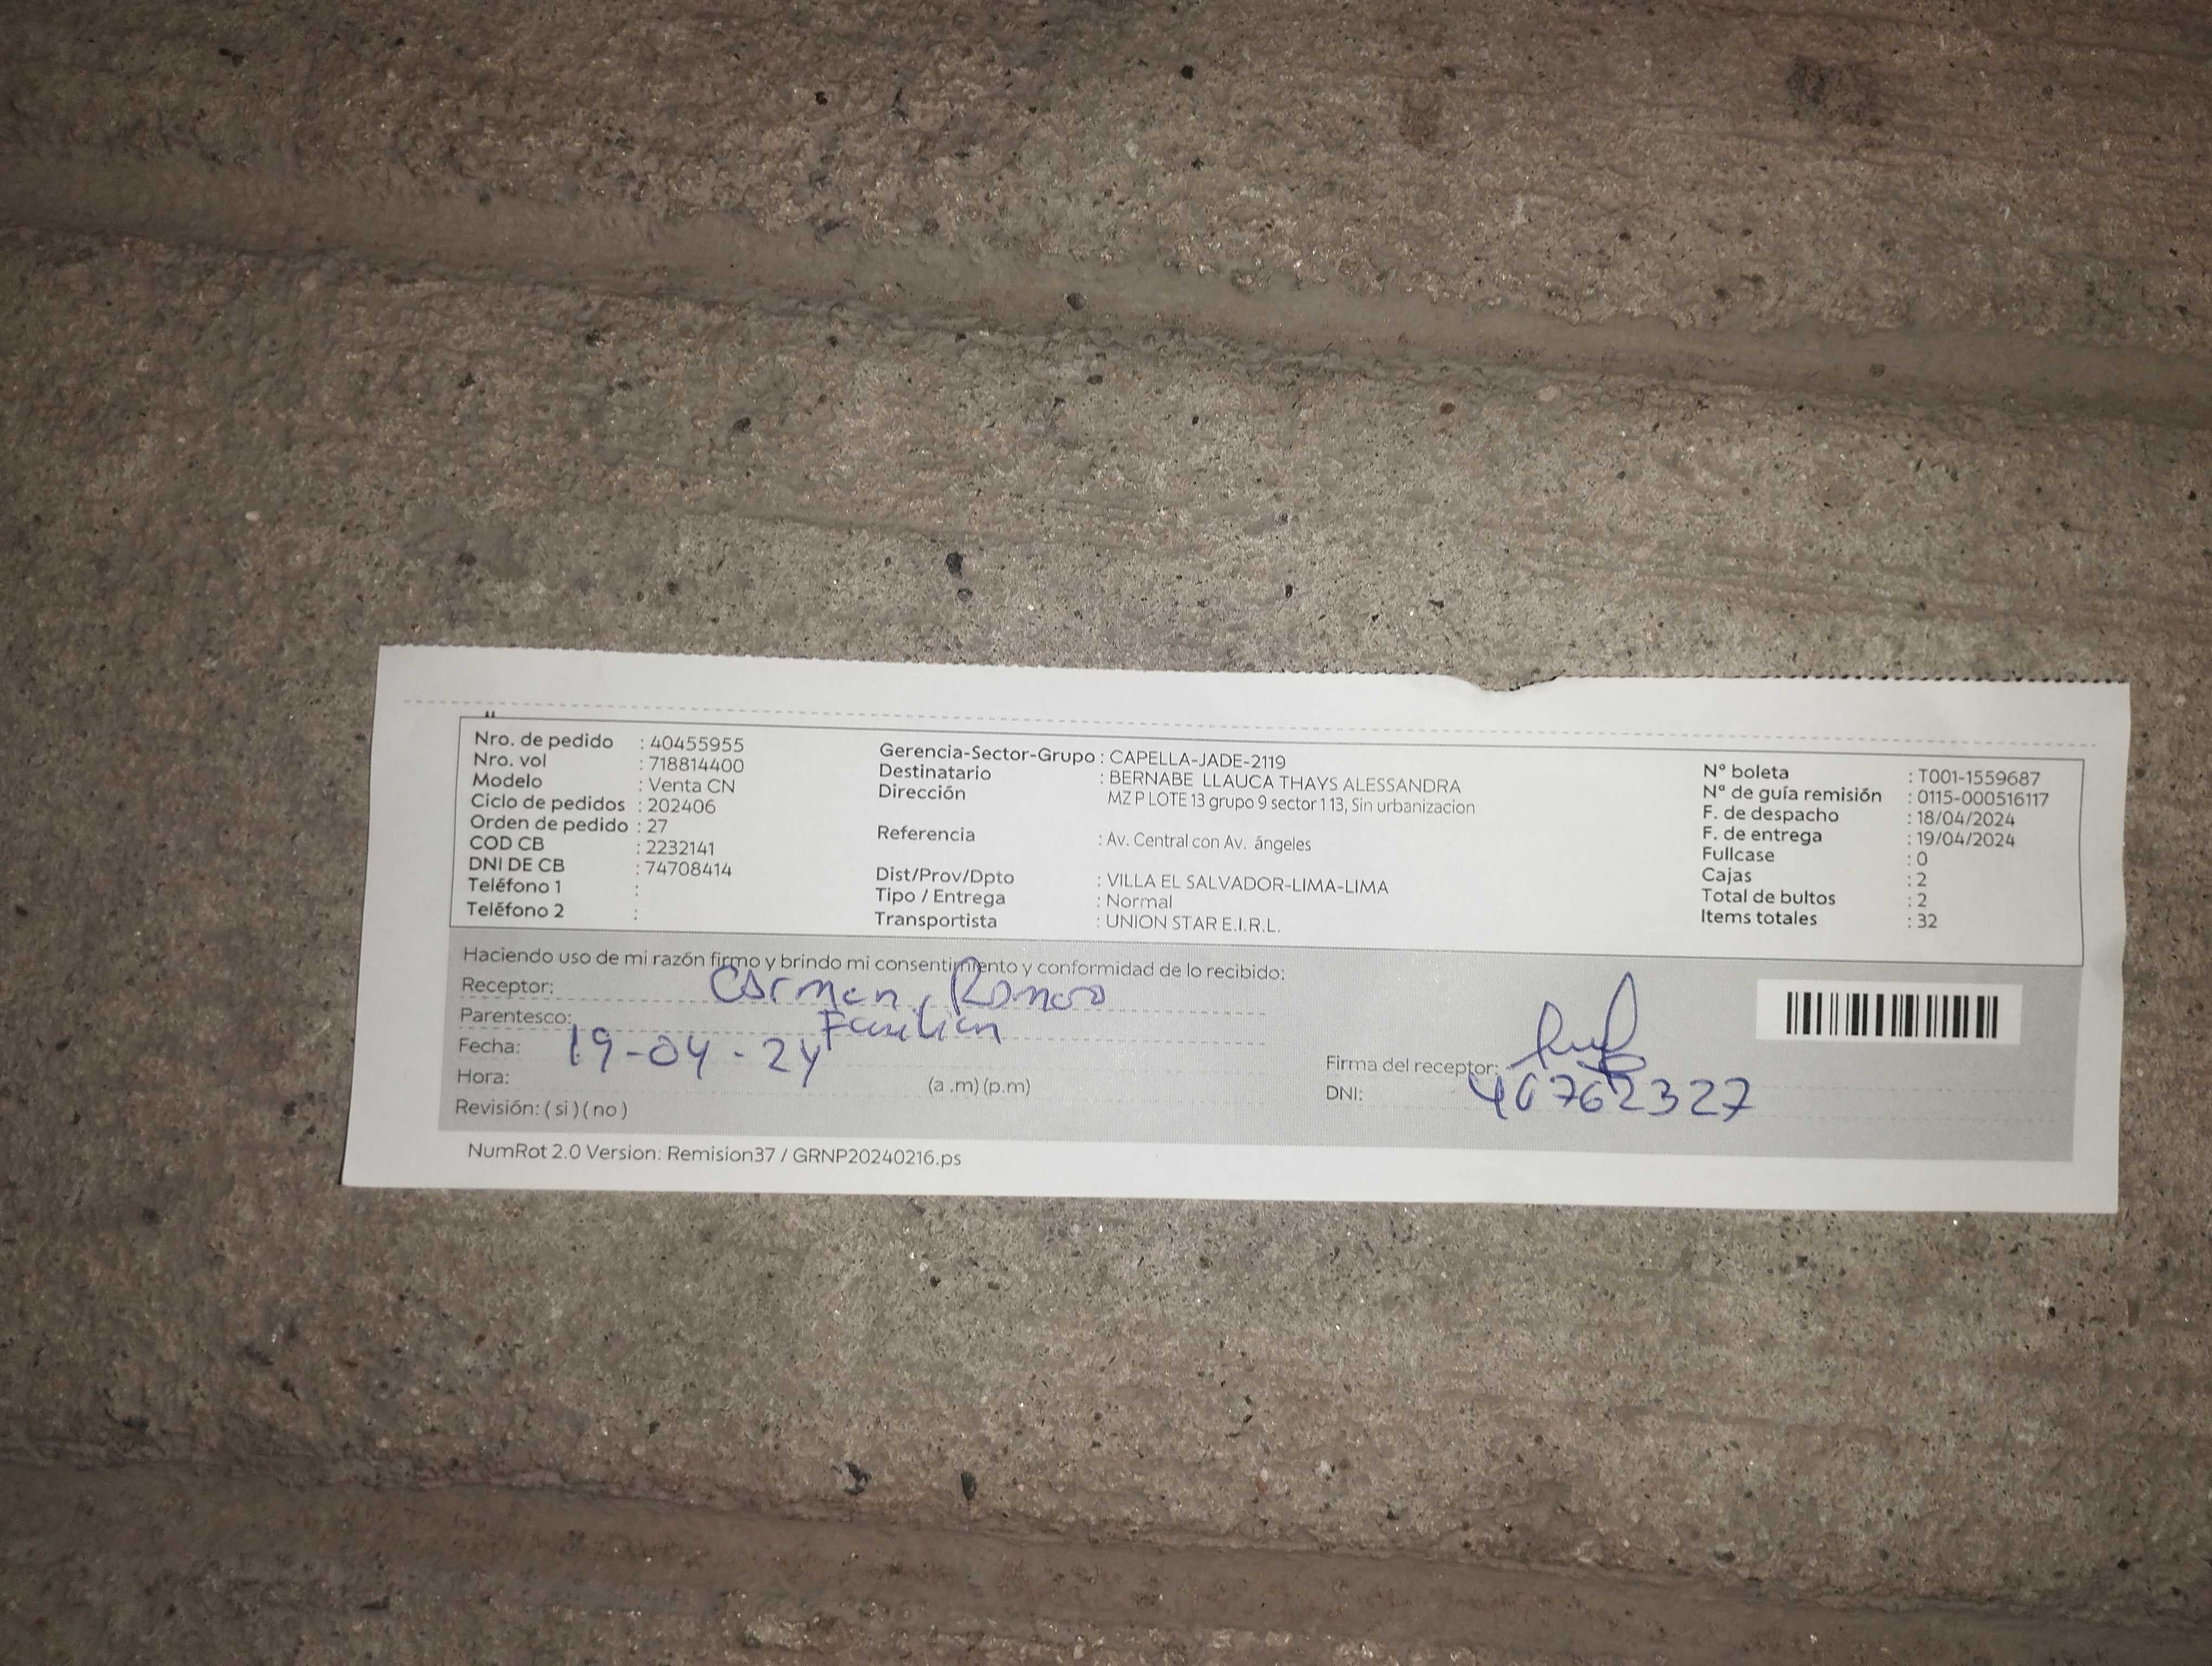 Nro. de pedido : 40455955
Nro. vol : 718814400
Modelo : Venta CN
Ciclo de pedidos : 202406
Orden de pedido : 27
COD CB : 2232141
DNI DE CB : 74708414
Teléfono 1 :
Teléfono 2 :
Gerencia-Sector-Grupo : CAPELLA-JADE-2119
Destinatario : BERNABE LLAUCA THAYS ALESSANDRA
Dirección MZ P LOTE 13 grupo 9 sector 1 13, Sin urbanizacion
Referencia : Av. Central con Av. ángeles
Dist/Prov/Dpto : VILLA EL SALVADOR-LIMA-LIMA
Tipo / Entrega : Normal
Transportista : UNION STAR E.I.R.L.
N° boleta : T001-1559687
N° de guía remisión : 0115-000516117
F. de despacho : 18/04/2024
F. de entrega : 19/04/2024
Fullcase : 0
Cajas : 2
Total de bultos : 2
Items totales : 32
Haciendo uso de mi razón firmo y brindo mi consentimiento y conformidad de lo recibido:
Receptor: Carmen Romero
Parentesco: Familiar
Fecha: 19-04-24
Hora: (a .m) (p.m)
Revisión: ( si ) ( no )
Firma del receptor:
DNI: 40762327
NumRot 2.0 Version: Remision37 / GRNP20240216.ps